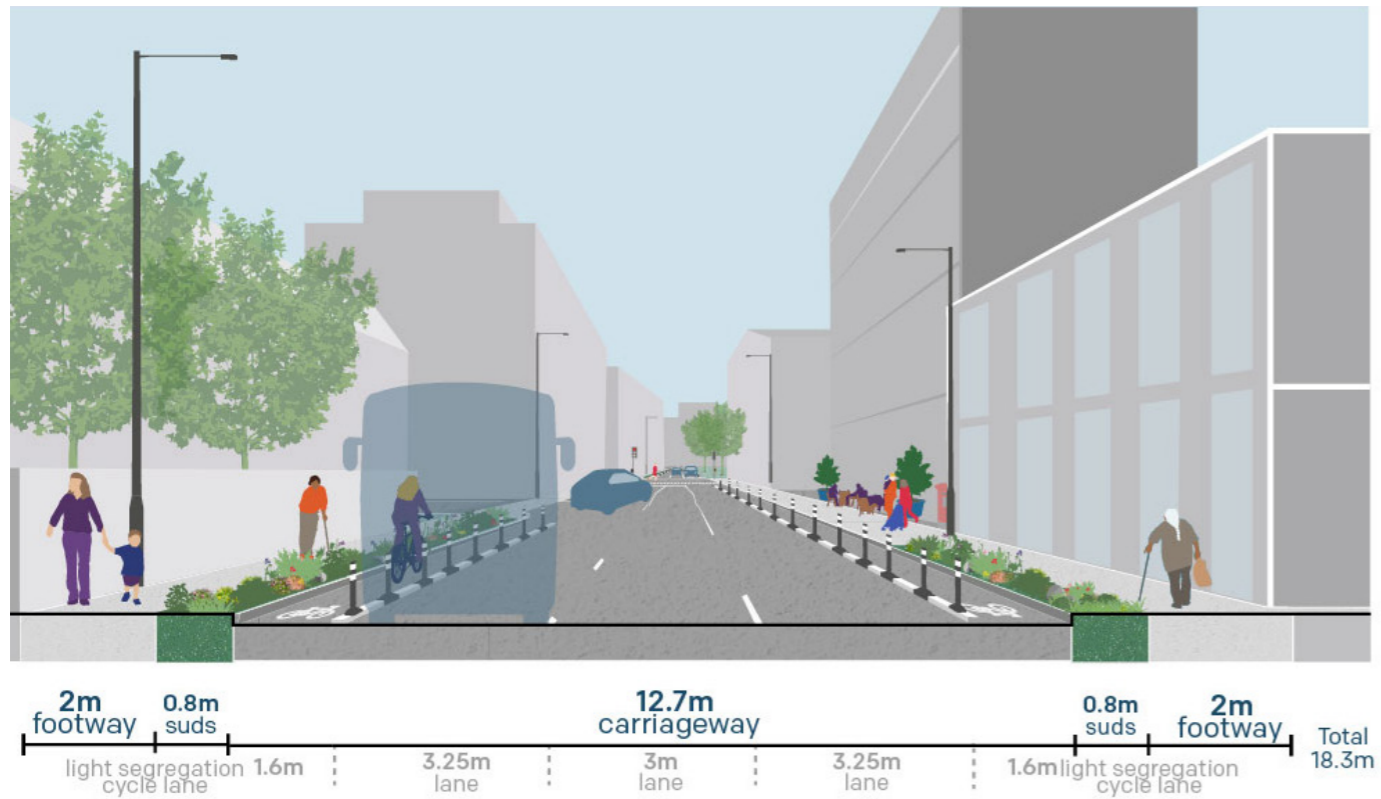 2m
footway
0.8m
suds
12.7m
carriageway
0.8m
suds
2m
footway
Total
18.3m
light segregation
cycle lane
1.6m
3.25m
lane
3m
lane
3.25m
lane
1.6m
light segregation
cycle lane